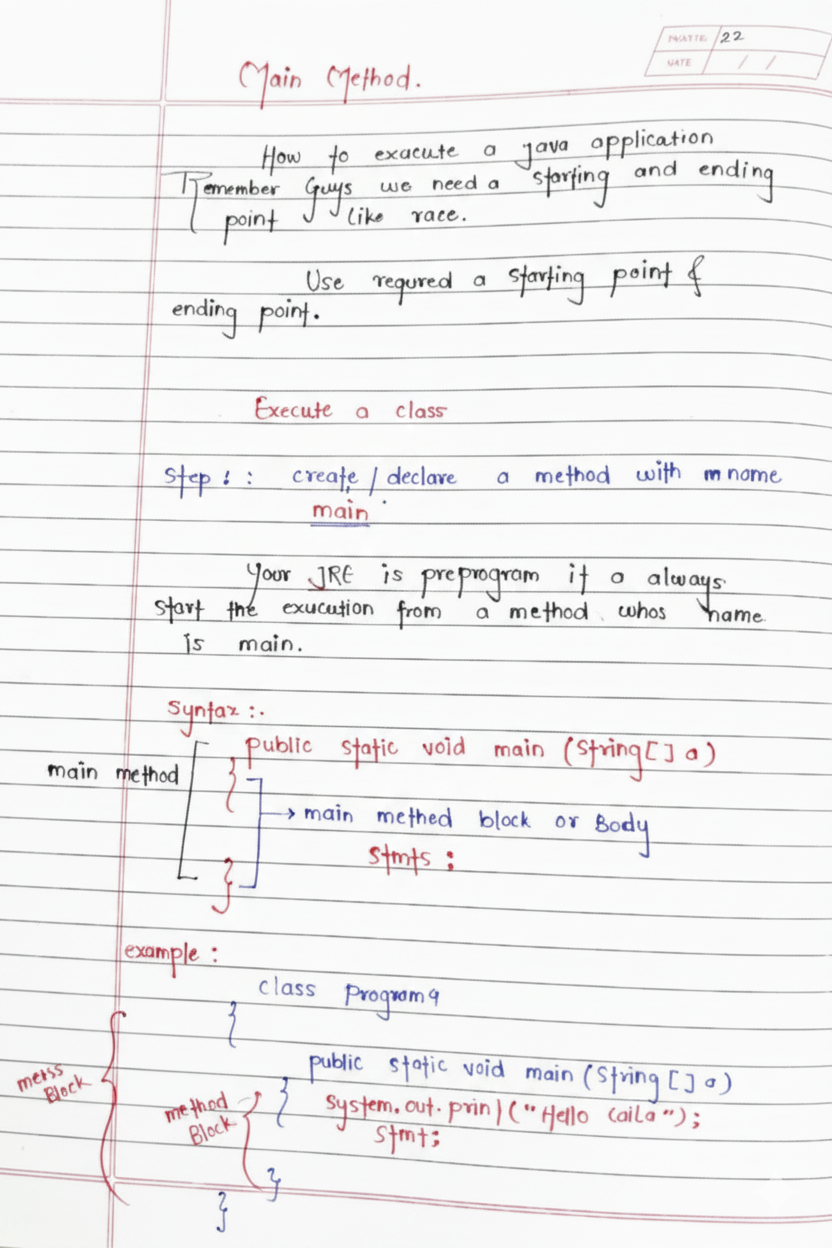 22
DATE / /
Main Method.
How to exacute a java application
Remember Guys we need a starting and ending
point like race.
Use requred a starting point &
ending point.
Execute a class
Step : : create / declare a method with m name
main
Your JRE is preprogram it a always
start the exucution from a method whos name
is main.
Syntax :.
public static void main (String[] a)
main method
{
→ main methed block or Body
Stmts ;
}
example :
class Program9
{
public static void main (String [] a)
merss
Block
{
method
Block
System.out.prin) ("Hello Caila");
Stmt;
}
}